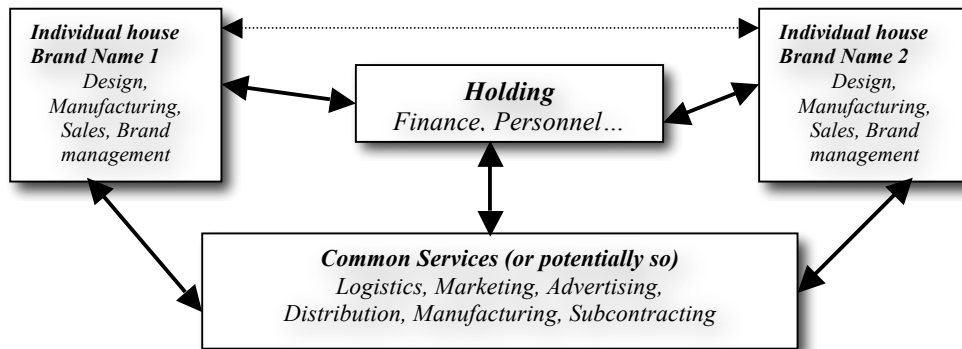 Individual house
Brand Name 1
Design,
Manufacturing,
Sales, Brand
management
Holding
Finance, Personnel…
Individual house
Brand Name 2
Design,
Manufacturing,
Sales, Brand
management
Common Services (or potentially so)
Logistics, Marketing, Advertising,
Distribution, Manufacturing, Subcontracting